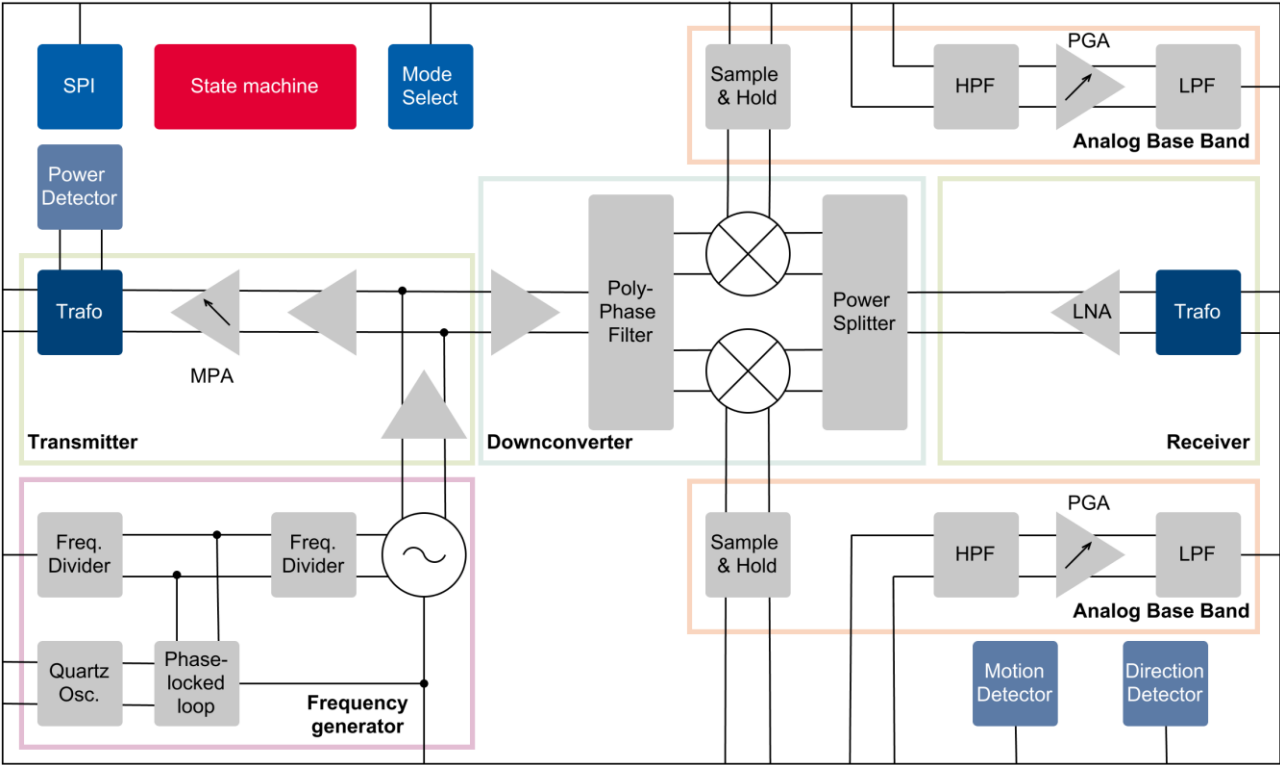 SPI
State machine
Mode
Select
Power
Detector
Sample
& Hold
HPF
PGA
LPF
Analog Base Band
Trafo
MPA
Transmitter
Poly-
Phase
Filter
Power
Splitter
Downconverter
LNA
Trafo
Receiver
Freq.
Divider
Freq.
Divider
Quartz
Osc.
Phase-
locked
loop
Frequency
generator
Sample
& Hold
HPF
PGA
LPF
Analog Base Band
Motion
Detector
Direction
Detector